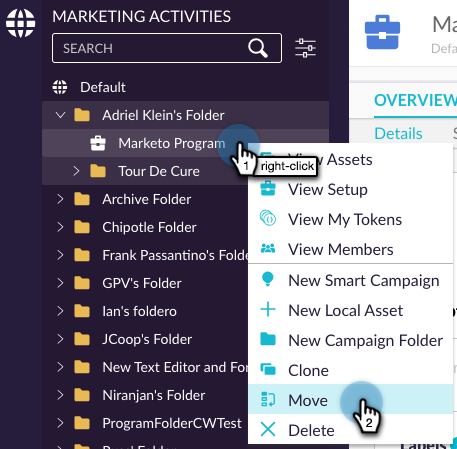 MARKETING ACTIVITIES
Ma
Defa
SEARCH
Default
OVERVIEW
Adriel Klein's Folder
Details
Marketo Program
1
right-click
View Assets
Tour De Cure
View Setup
Archive Folder
View My Tokens
Chipotle Folder
Frank Passantino's Folde
View Members
GPV's Folder
New Smart Campaign
Ian's foldero
New Local Asset
JCoop's Folder
New Campaign Folder
New Text Editor and For
Clone
Niranjan's Folder
Move
2
ProgramFolderCWTest
Delete
Labels